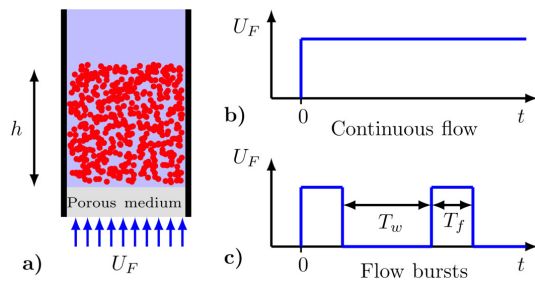 a)
h
Porous medium
U_F
U_F
b)
0
Continuous flow
t
U_F
T_w
T_f
c)
0
Flow bursts
t